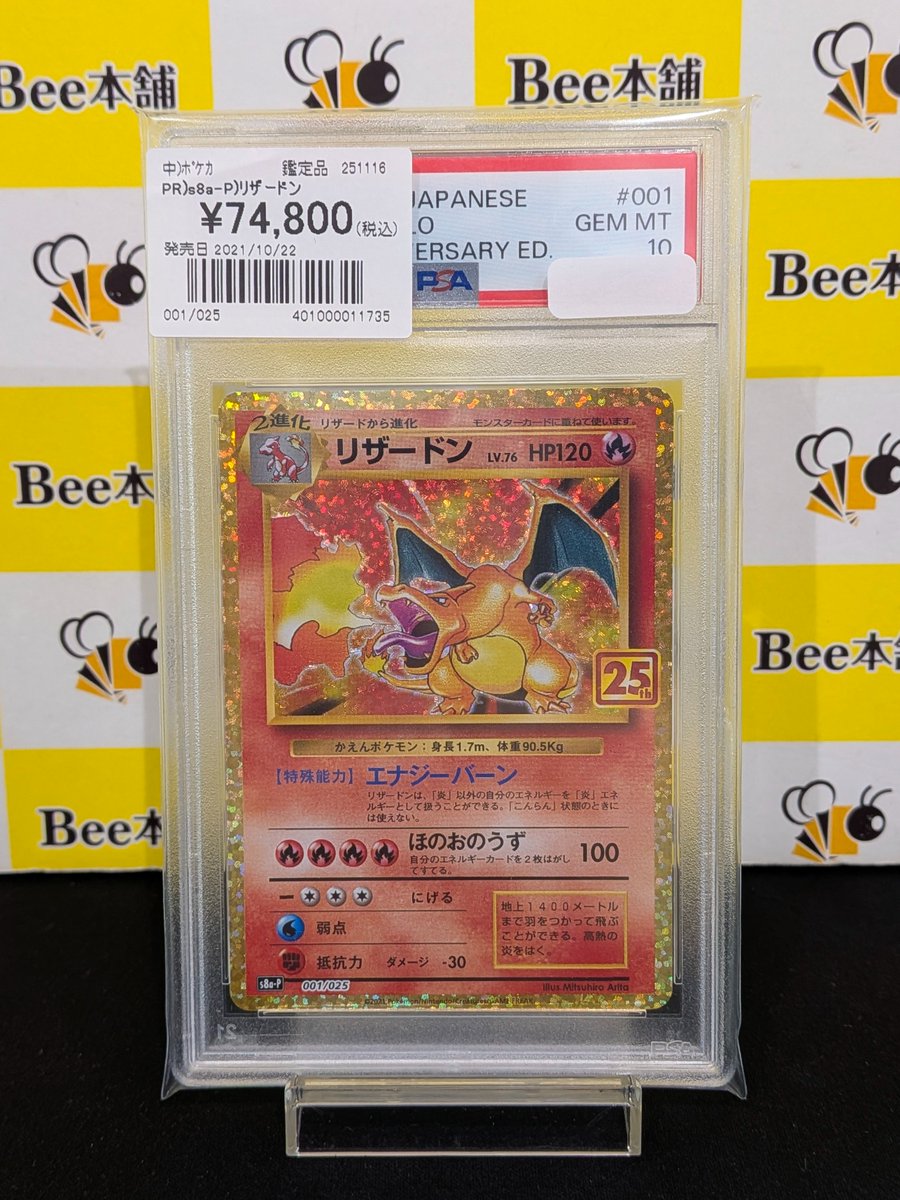 Bee本舗
Bee本舗
中)ポケカ 鑑定品 251116
PR)s8a-P)リザードン
¥74,800(税込)
発売日 2021/10/22
001/025 401000011735
JAPANESE #001
LO GEM MT
ERSARY ED. 10
PSA
Bee本
Bee本
Bee本舗
Bee本
2進化 リザードから進化 モンスターカードに重ねて使います。
リザードン LV.76 HP120
25th
かえんポケモン:身長1.7m、体重90.5Kg
【特殊能力】 エナジーバーン
リザードンは、「炎」以外の自分のエネルギーを「炎」エネ
ルギーとして扱うことができる。「こんらん」状態のときに
は使えない。
ほのおのうず 100
自分のエネルギーカードを2枚はがし
てすてる。
にげる
弱点
抵抗力 ダメージ -30
地上1400メートル
まで羽をつかって飛ぶ
ことができる。高熱の
炎をはく。
s8a-P 001/025
Illus Mitsuhiro Arita
©2021 Pokémon/Nintendo/Creatures/GAME FREAK
Bee本